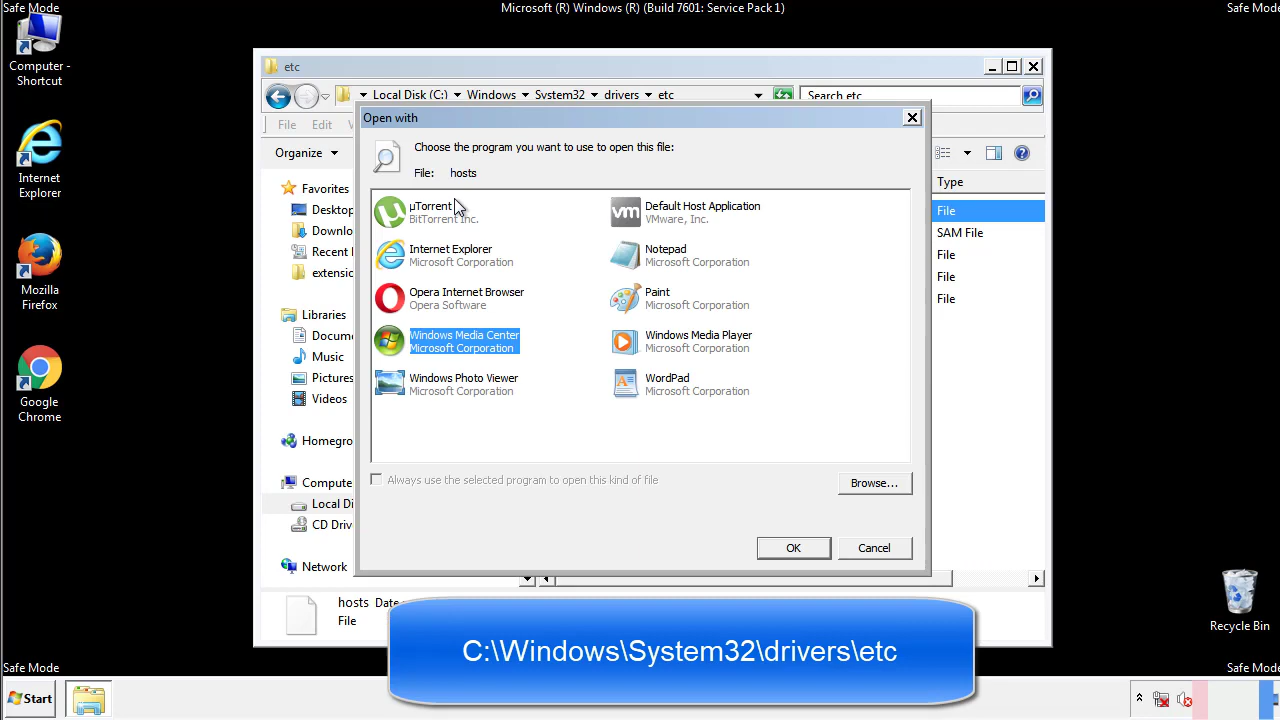 Safe Mode
Microsoft (R) Windows (R) (Build 7601: Service Pack 1)
Safe Mode
Computer -
Shortcut
Internet
Explorer
Mozilla
Firefox
Google
Chrome
etc
Local Disk (C:) Windows System32 drivers etc
Search etc
File Edit V
Organize
Favorites
Desktop
Downlo
Recent
extensio
Libraries
Docum
Music
Pictures
Videos
Homegro
Compute
Local Di
CD Driv
Network
Type
File
SAM File
File
File
File
Open with
Choose the program you want to use to open this file:
File: hosts
µTorrent
BitTorrent Inc.
Default Host Application
VMware, Inc.
Internet Explorer
Microsoft Corporation
Notepad
Microsoft Corporation
Opera Internet Browser
Opera Software
Paint
Microsoft Corporation
Windows Media Center
Microsoft Corporation
Windows Media Player
Microsoft Corporation
Windows Photo Viewer
Microsoft Corporation
WordPad
Microsoft Corporation
Always use the selected program to open this kind of file
Browse...
OK
Cancel
hosts Date
File
C:\Windows\System32\drivers\etc
Recycle Bin
Safe Mode
Safe Mode
Start